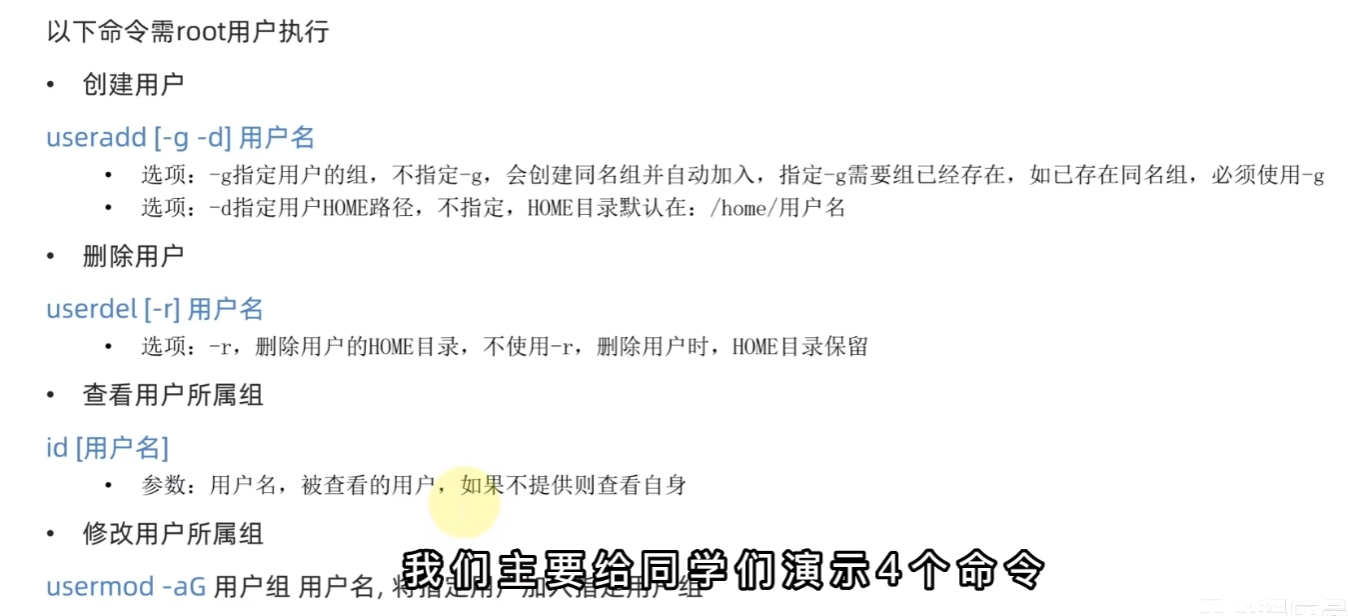 以下命令需root用户执行
• 创建用户
useradd [-g -d] 用户名
• 选项：-g指定用户的组，不指定-g，会创建同名组并自动加入，指定-g需要组已经存在，如已存在同名组，必须使用-g
• 选项：-d指定用户HOME路径，不指定，HOME目录默认在：/home/用户名
• 删除用户
userdel [-r] 用户名
• 选项：-r，删除用户的HOME目录，不使用-r，删除用户时，HOME目录保留
• 查看用户所属组
id [用户名]
• 参数：用户名，被查看的用户，如果不提供则查看自身
• 修改用户所属组
usermod -aG 用户组 用户名, 将指定用户加入指定用户组
我们主要给同学们演示4个命令